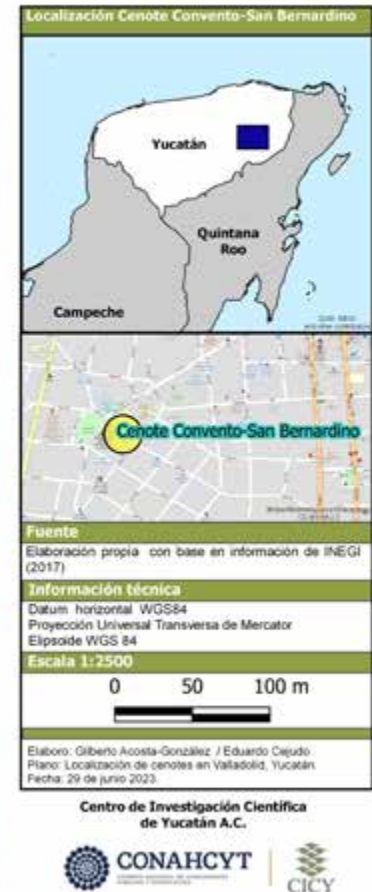 Localización Cenote Convento-San Bernardino
Yucatán
Quintana
Roo
Campeche
Cenote Convento-San Bernardino
Fuente
Elaboración propia con base en información de INEGI
(2017)
Información técnica
Datum horizontal WGS84
Proyección Universal Transversa de Mercator
Elipsoide WGS 84
Escala 1:2500
0 50 100 m
Elaboro: Gilberto Acosta-González / Eduardo Cejudo
Plano: Localización de cenotes en Valladolid, Yucatán.
Fecha: 29 de junio 2023.
Centro de Investigación Científica
de Yucatán A.C.
CONAHCYT
CICY